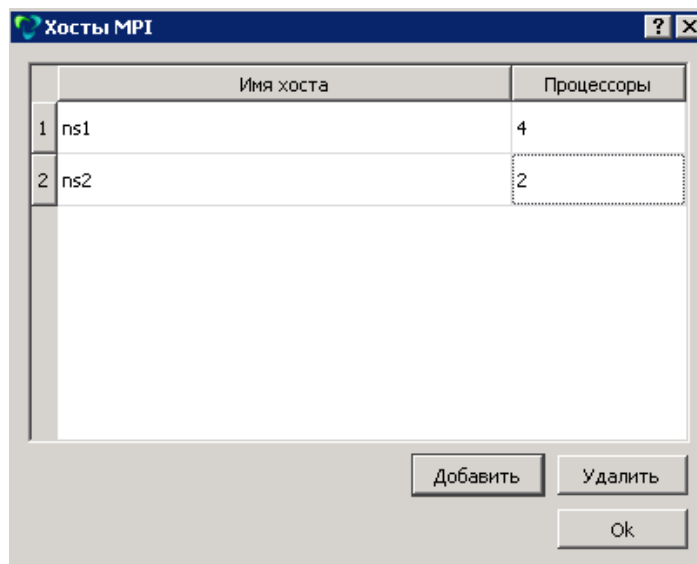 Хосты MPI
Имя хоста Процессоры
1 ns1 4
2 ns2 2
Добавить Удалить
Ok